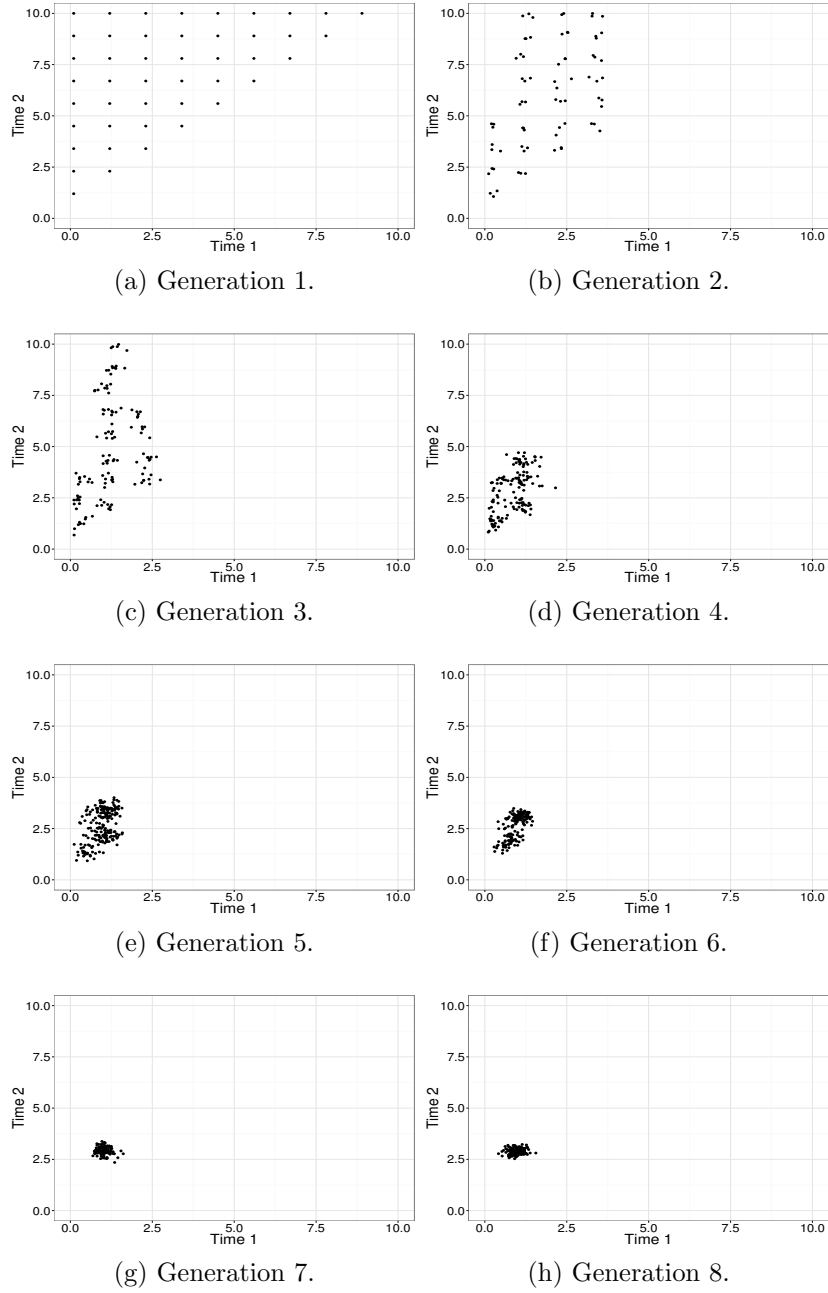 10.0
7.5
5.0
2.5
0.0
Time 2
0.0 2.5 5.0 7.5 10.0
Time 1
(a) Generation 1.
10.0
7.5
5.0
2.5
0.0
Time 2
0.0 2.5 5.0 7.5 10.0
Time 1
(b) Generation 2.
10.0
7.5
5.0
2.5
0.0
Time 2
0.0 2.5 5.0 7.5 10.0
Time 1
(c) Generation 3.
10.0
7.5
5.0
2.5
0.0
Time 2
0.0 2.5 5.0 7.5 10.0
Time 1
(d) Generation 4.
10.0
7.5
5.0
2.5
0.0
Time 2
0.0 2.5 5.0 7.5 10.0
Time 1
(e) Generation 5.
10.0
7.5
5.0
2.5
0.0
Time 2
0.0 2.5 5.0 7.5 10.0
Time 1
(f) Generation 6.
10.0
7.5
5.0
2.5
0.0
Time 2
0.0 2.5 5.0 7.5 10.0
Time 1
(g) Generation 7.
10.0
7.5
5.0
2.5
0.0
Time 2
0.0 2.5 5.0 7.5 10.0
Time 1
(h) Generation 8.